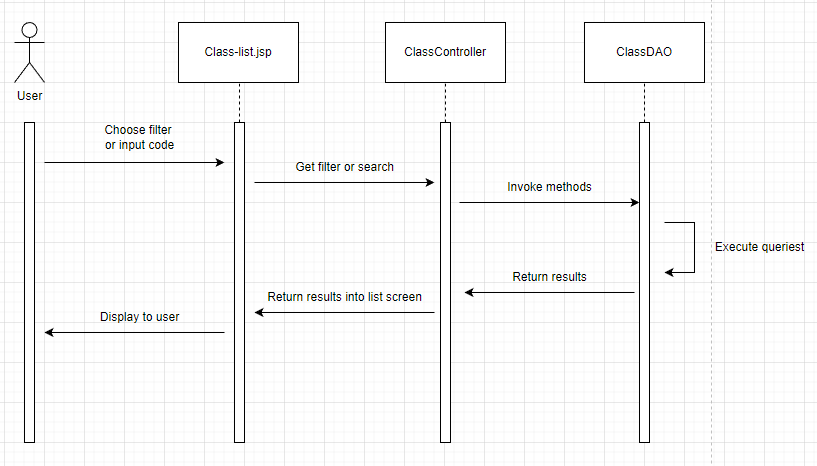 Class-list.jsp
ClassController
ClassDAO
User
Choose filter
or input code
Get filter or search
Invoke methods
Execute queriest
Return results
Return results into list screen
Display to user